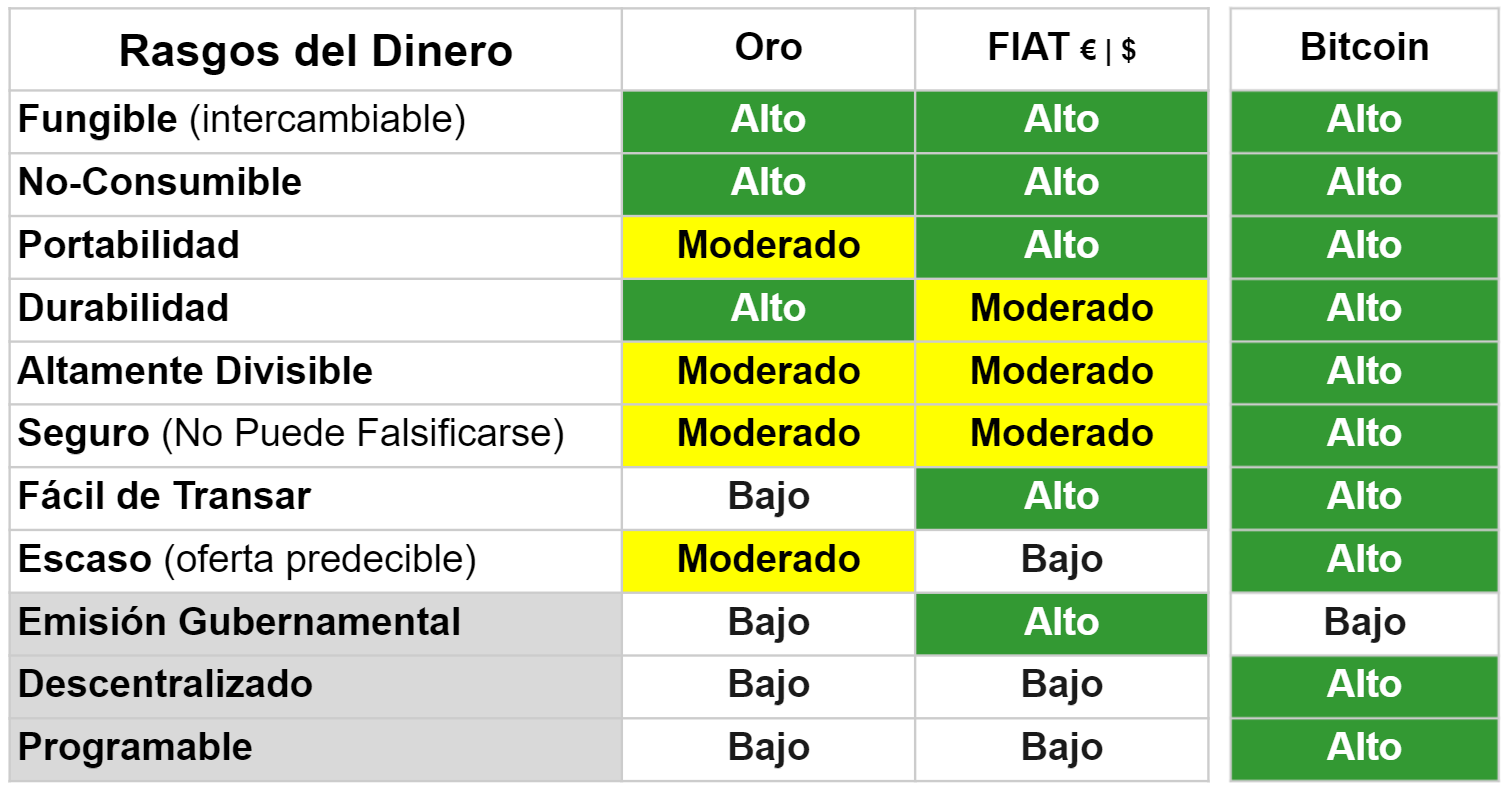 Rasgos del Dinero Oro FIAT € | $ Bitcoin
Fungible (intercambiable) Alto Alto Alto
No-Consumible Alto Alto Alto
Portabilidad Moderado Alto Alto
Durabilidad Alto Moderado Alto
Altamente Divisible Moderado Moderado Alto
Seguro (No Puede Falsificarse) Moderado Moderado Alto
Fácil de Transar Bajo Alto Alto
Escaso (oferta predecible) Moderado Bajo Alto
Emisión Gubernamental Bajo Alto Bajo
Descentralizado Bajo Bajo Alto
Programable Bajo Bajo Alto